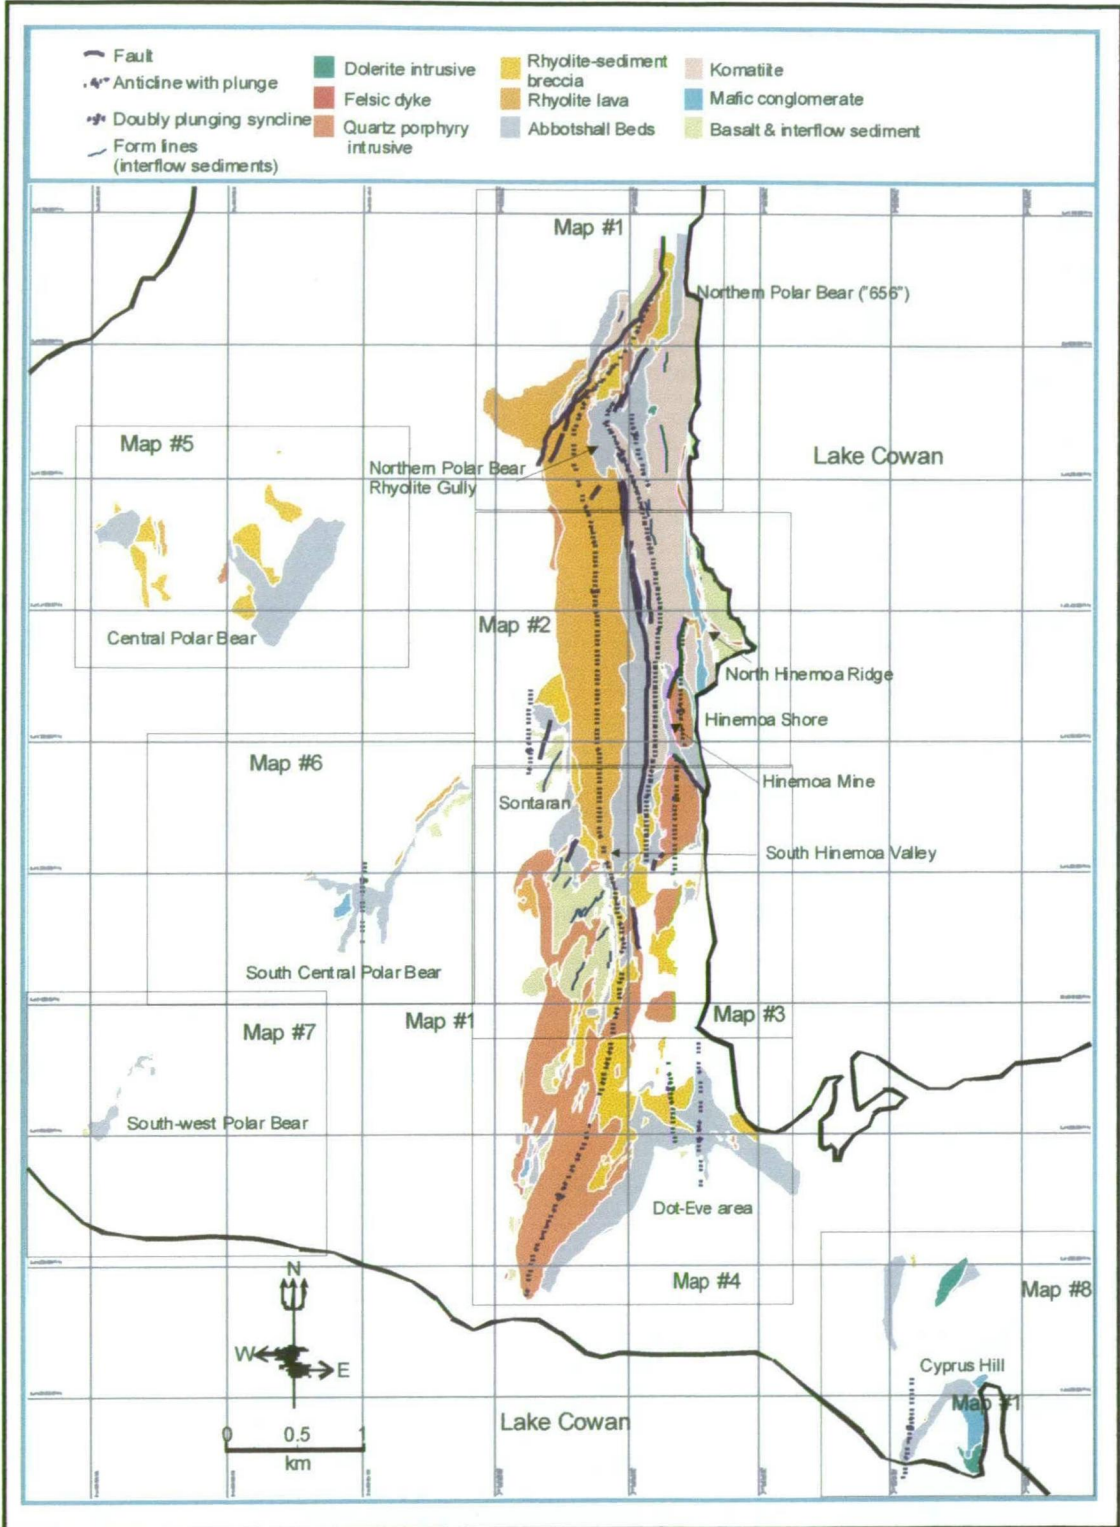 Fault
Anticline with plunge
Doubly plunging syncline
Form lines
(interflow sediments)
Dolerite intrusive
Felsic dyke
Quartz porphyry
intrusive
Rhyolite-sediment
breccia
Rhyolite lava
Abbotshall Beds
Komatiite
Mafic conglomerate
Basalt & interflow sediment
Map #1
Northern Polar Bear ("656")
Map #5
Lake Cowan
Northern Polar Bear
Rhyolite Gully
Map #2
Central Polar Bear
North Hinemoa Ridge
Hinemoa Shore
Map #6
Hinemoa Mine
Sontaran
South Hinemoa Valley
South Central Polar Bear
Map #1
Map #3
Map #7
South-west Polar Bear
Dot-Eve area
Map #4
Map #8
N
W
E
Cyprus Hill
Map #1
Lake Cowan
0 0.5 1
km